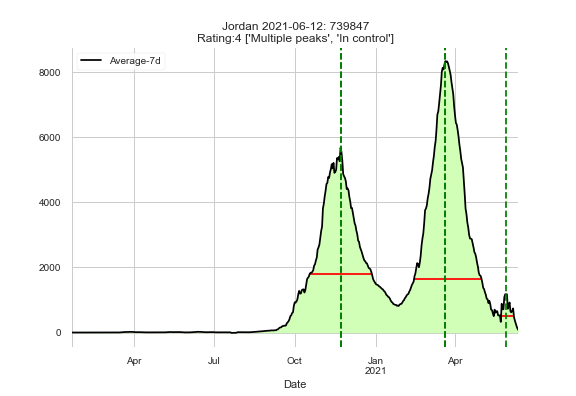 Jordan 2021-06-12: 739847
Rating:4 ['Multiple peaks', 'In control']
Average-7d
8000
6000
4000
2000
0
Apr
Jul
Oct
Jan
2021
Apr
Date